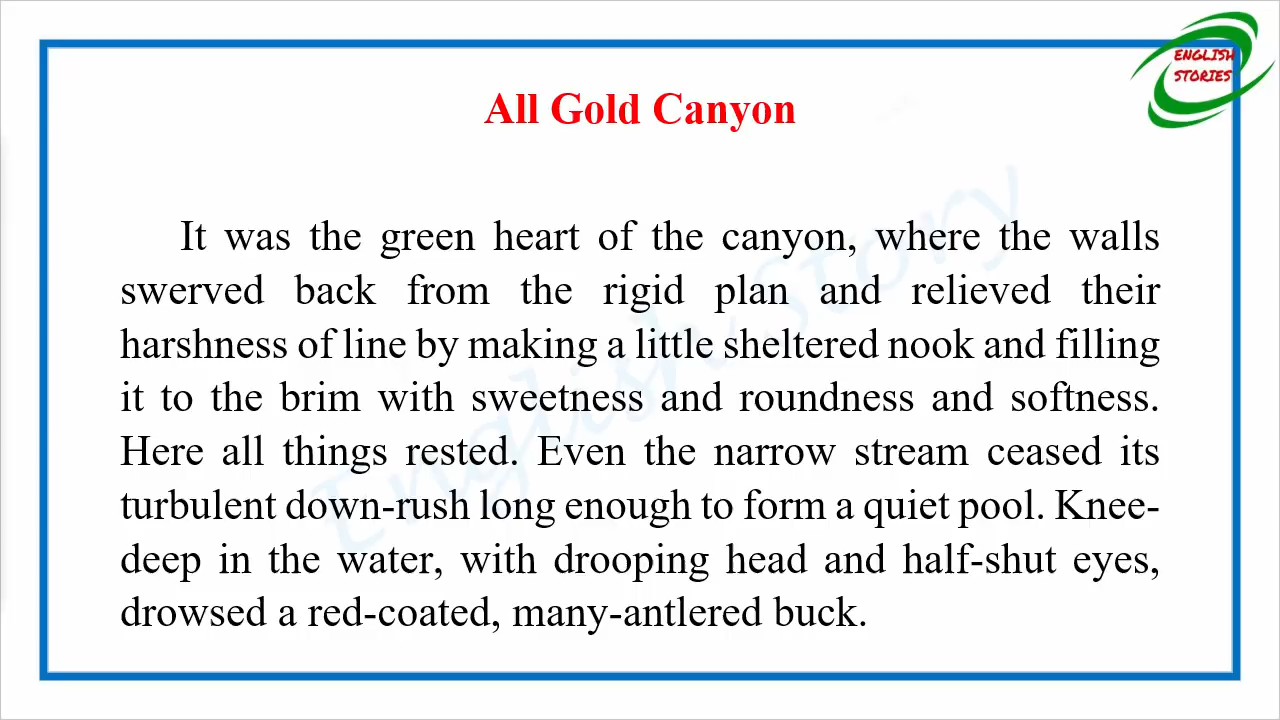 ENGLISH
STORIES
All Gold Canyon
It was the green heart of the canyon, where the walls
swerved back from the rigid plan and relieved their
harshness of line by making a little sheltered nook and filling
it to the brim with sweetness and roundness and softness.
Here all things rested. Even the narrow stream ceased its
turbulent down-rush long enough to form a quiet pool. Knee-
deep in the water, with drooping head and half-shut eyes,
drowsed a red-coated, many-antlered buck.
English Story